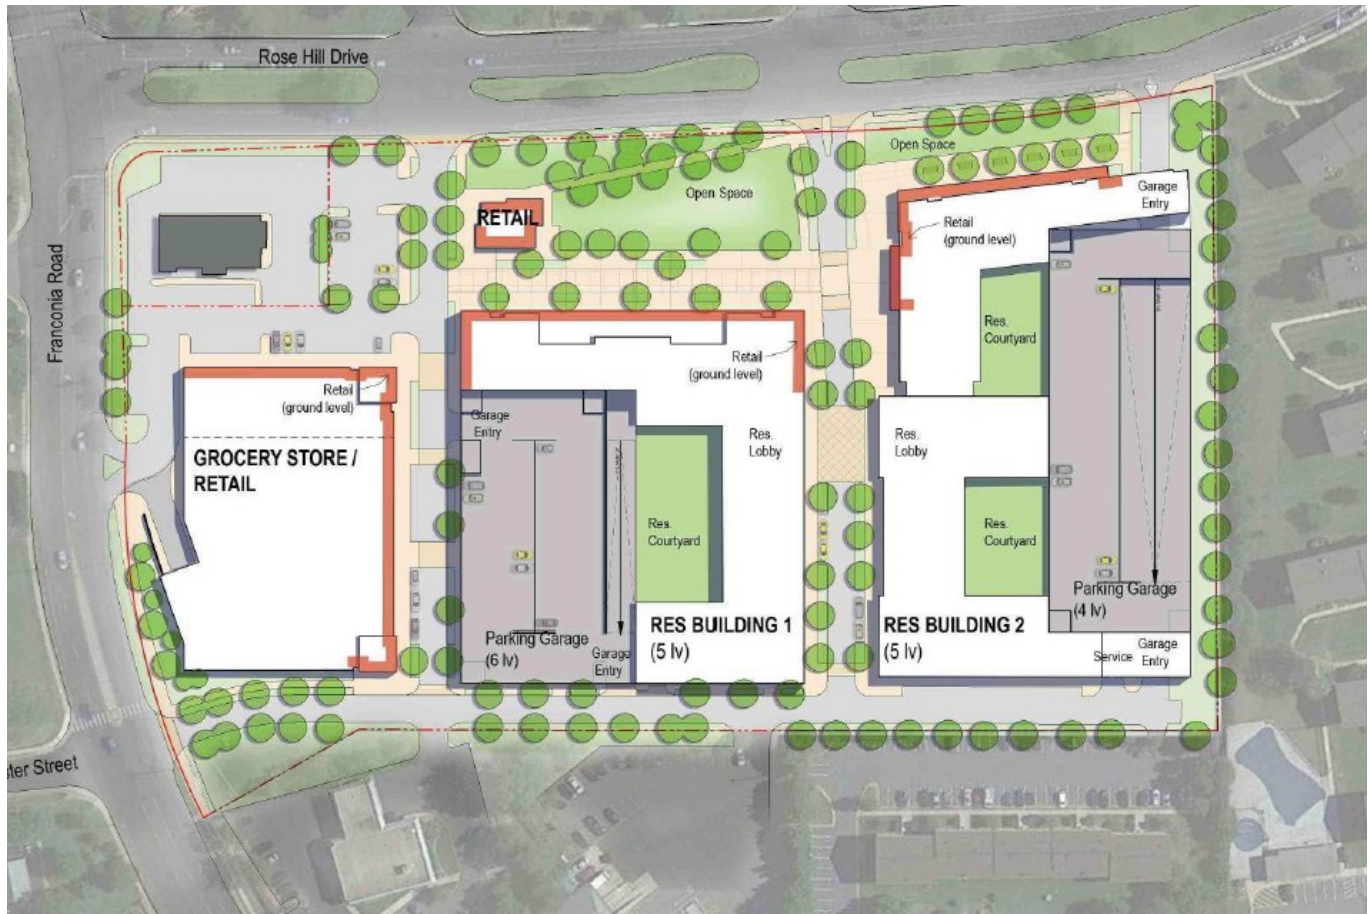 Rose Hill Drive
Open Space
Open Space
RETAIL
Garage
Entry
Retail
(ground level)
Franconia Road
Res.
Courtyard
Retail
(ground level)
Retail
(ground level)
Garage
Entry
Res.
Lobby
Res.
Lobby
GROCERY STORE /
RETAIL
Res.
Courtyard
Res.
Courtyard
Parking Garage
(4 lv)
RES BUILDING 1
(5 lv)
RES BUILDING 2
(5 lv)
Parking Garage
(6 lv)
Garage
Entry
Service
Garage
Entry
ster Street